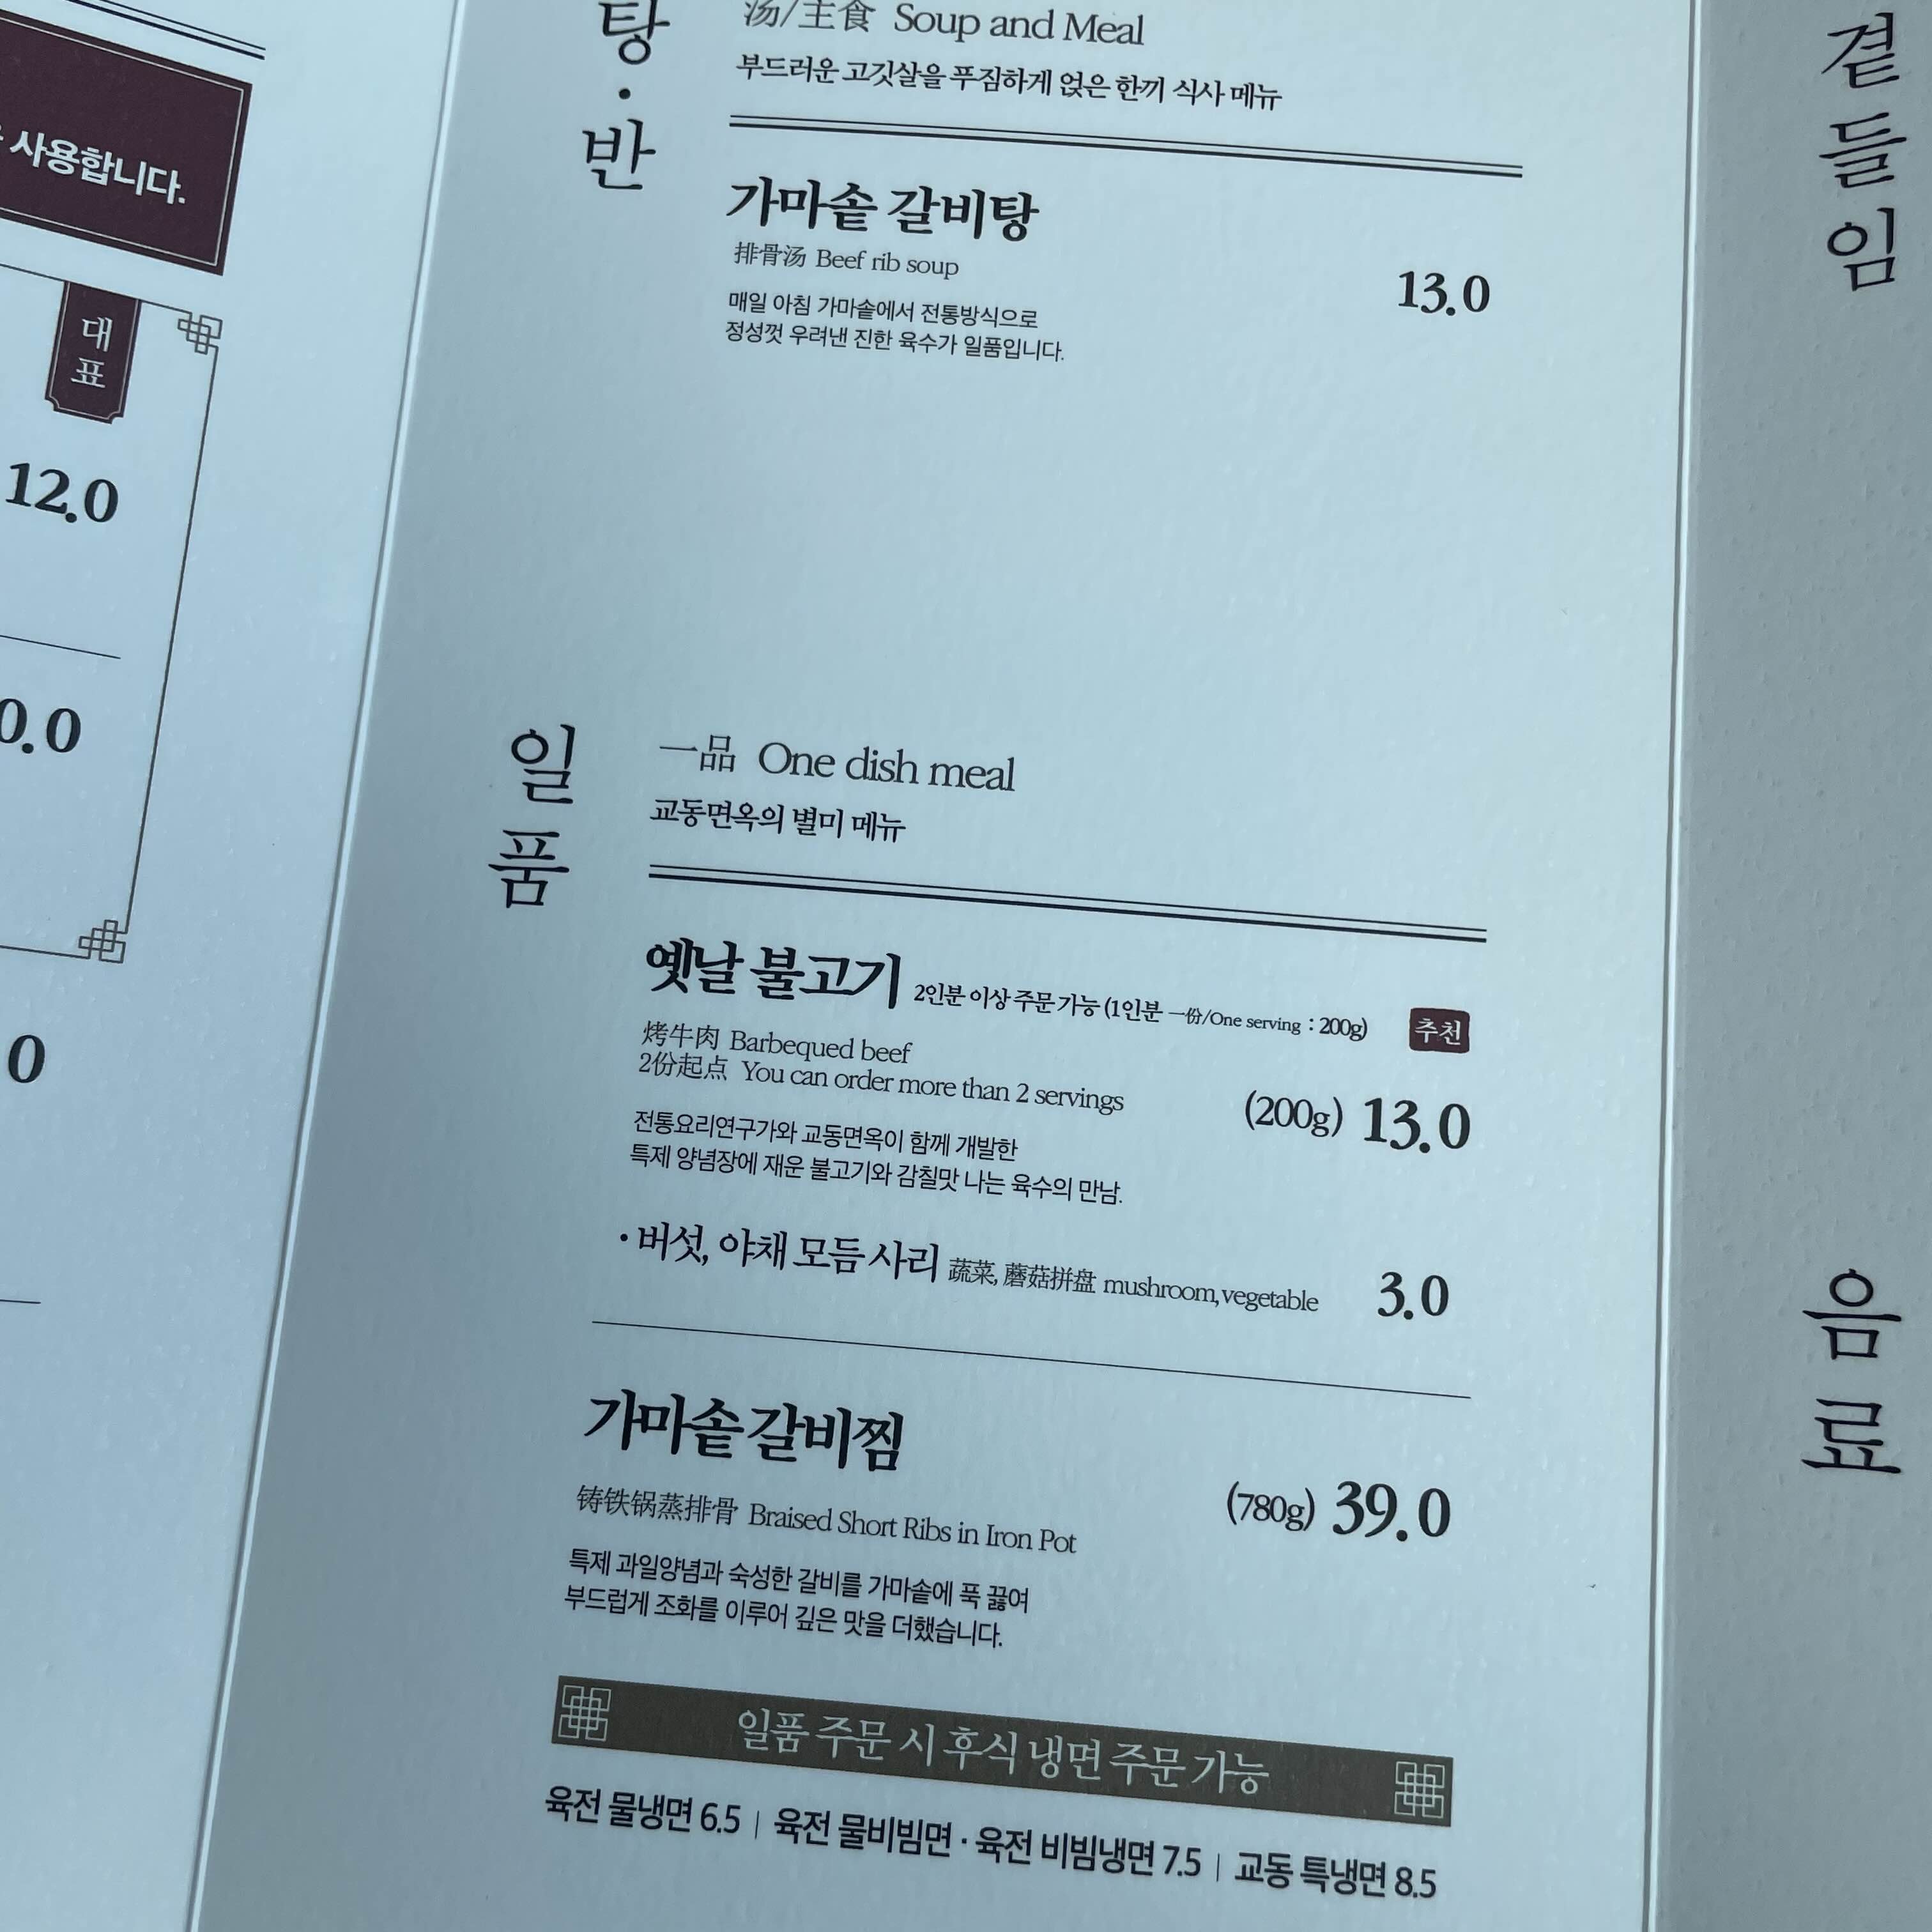 사용합니다.
대표
12.0
0.0
0
탕·반
汤/主食 Soup and Meal
부드러운 고깃살을 푸짐하게 얹은 한끼 식사 메뉴
가마솥 갈비탕
排骨汤 Beef rib soup
13.0
매일 아침 가마솥에서 전통방식으로
정성껏 우려낸 진한 육수가 일품입니다.
일품
一品 One dish meal
교동면옥의 별미 메뉴
옛날 불고기 2인분 이상 주문 가능 (1인분 一份/One serving : 200g) 추천
烤牛肉 Barbequed beef
2份起点 You can order more than 2 servings
(200g) 13.0
전통요리연구가와 교동면옥이 함께 개발한
특제 양념장에 재운 불고기와 감칠맛 나는 육수의 만남.
· 버섯, 야채 모듬 사리 蔬菜, 蘑菇拼盘 mushroom, vegetable 3.0
가마솥 갈비찜
铸铁锅蒸排骨 Braised Short Ribs in Iron Pot
(780g) 39.0
특제 과일양념과 숙성한 갈비를 가마솥에 푹 끓여
부드럽게 조화를 이루어 깊은 맛을 더했습니다.
일품 주문 시 후식 냉면 주문 가능
육전 물냉면 6.5 | 육전 물비빔면 · 육전 비빔냉면 7.5 | 교동 특냉면 8.5
곁들임
음료